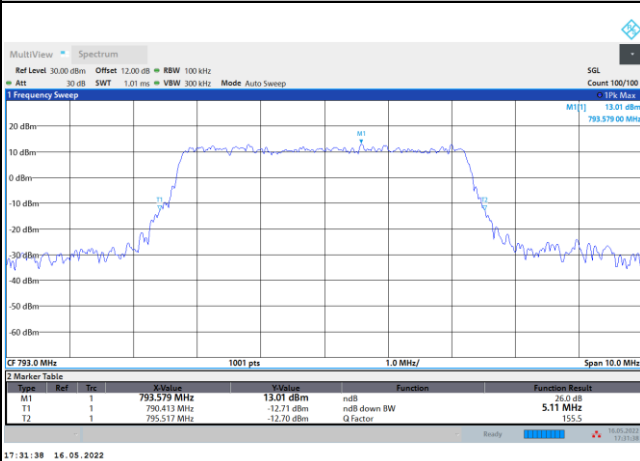 MultiView Spectrum
Ref Level 30.00 dBm Offset 12.00 dB RBW 100 kHz SGL
Att 30 dB SWT 1.01 ms VBW 300 kHz Mode Auto Sweep Count 100/100
1 Frequency Sweep 1Pk Max
M1[1] 13.01 dBm
793.579 00 MHz
20 dBm
M1
10 dBm
0 dBm
T1 T2
-10 dBm
-20 dBm
-30 dBm
-40 dBm
-50 dBm
-60 dBm
CF 793.0 MHz 1001 pts 1.0 MHz/ Span 10.0 MHz
2 Marker Table
Type Ref Trc X-Value Y-Value Function Function Result
M1 1 793.579 MHz 13.01 dBm ndB 26.0 dB
T1 1 790.413 MHz -12.71 dBm ndB down BW 5.11 MHz
T2 1 795.517 MHz -12.70 dBm Q Factor 155.5
Ready 16.05.2022
17:31:38
17:31:38 16.05.2022